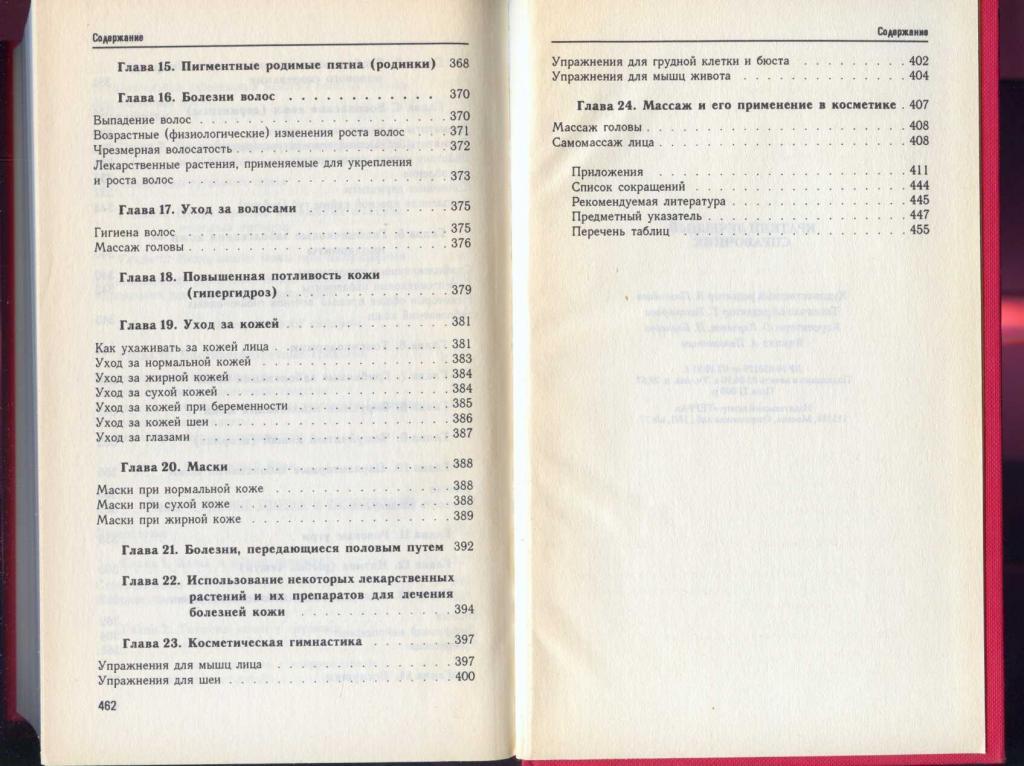 Содержание
Глава 15. Пигментные родимые пятна (родинки) 368
Глава 16. Болезни волос . . . . . . . . . . . . 370
Выпадение волос . . . . . . . . . . . . . . . . 370
Возрастные (физиологические) изменения роста волос . . . 371
Чрезмерная волосатость . . . . . . . . . . . . . 372
Лекарственные растения, применяемые для укрепления
и роста волос . . . . . . . . . . . . . . . . . 373
Глава 17. Уход за волосами . . . . . . . . . . . 375
Гигиена волос . . . . . . . . . . . . . . . . . 375
Массаж головы . . . . . . . . . . . . . . . . . 376
Глава 18. Повышенная потливость кожи
(гипергидроз) . . . . . . . . . . . . 379
Глава 19. Уход за кожей . . . . . . . . . . . . 381
Как ухаживать за кожей лица . . . . . . . . . . . 381
Уход за нормальной кожей . . . . . . . . . . . . 383
Уход за жирной кожей . . . . . . . . . . . . . 384
Уход за сухой кожей . . . . . . . . . . . . . . 384
Уход за кожей при беременности . . . . . . . . . . 385
Уход за кожей шеи . . . . . . . . . . . . . . . 386
Уход за глазами . . . . . . . . . . . . . . . . 387
Глава 20. Маски . . . . . . . . . . . . . . . 388
Маски при нормальной коже . . . . . . . . . . . . 388
Маски при сухой коже . . . . . . . . . . . . . . 388
Маски при жирной коже . . . . . . . . . . . . . 389
Глава 21. Болезни, передающиеся половым путем 392
Глава 22. Использование некоторых лекарственных
растений и их препаратов для лечения
болезней кожи . . . . . . . . . . . 394
Глава 23. Косметическая гимнастика . . . . . . . 397
Упражнения для мышц лица . . . . . . . . . . . . 397
Упражнения для шеи . . . . . . . . . . . . . . 400
462
Содержание
Упражнения для грудной клетки и бюста . . . . . . . . 402
Упражнения для мышц живота . . . . . . . . . . . 404
Глава 24. Массаж и его применение в косметике . 407
Массаж головы . . . . . . . . . . . . . . . . . 408
Самомассаж лица . . . . . . . . . . . . . . . . 408
Приложения . . . . . . . . . . . . . . . . 411
Список сокращений . . . . . . . . . . . . . . 444
Рекомендуемая литература . . . . . . . . . . . 445
Предметный указатель . . . . . . . . . . . . . 447
Перечень таблиц . . . . . . . . . . . . . . . 455